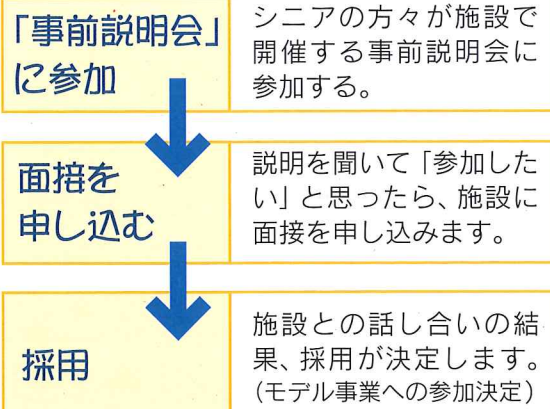 「事前説明会」
に参加
シニアの方々が施設で
開催する事前説明会に
参加する。
面接を
申し込む
説明を聞いて「参加した
い」と思ったら、施設に
面接を申し込みます。
採用
施設との話し合いの結
果、採用が決定します。
(モデル事業への参加決定)